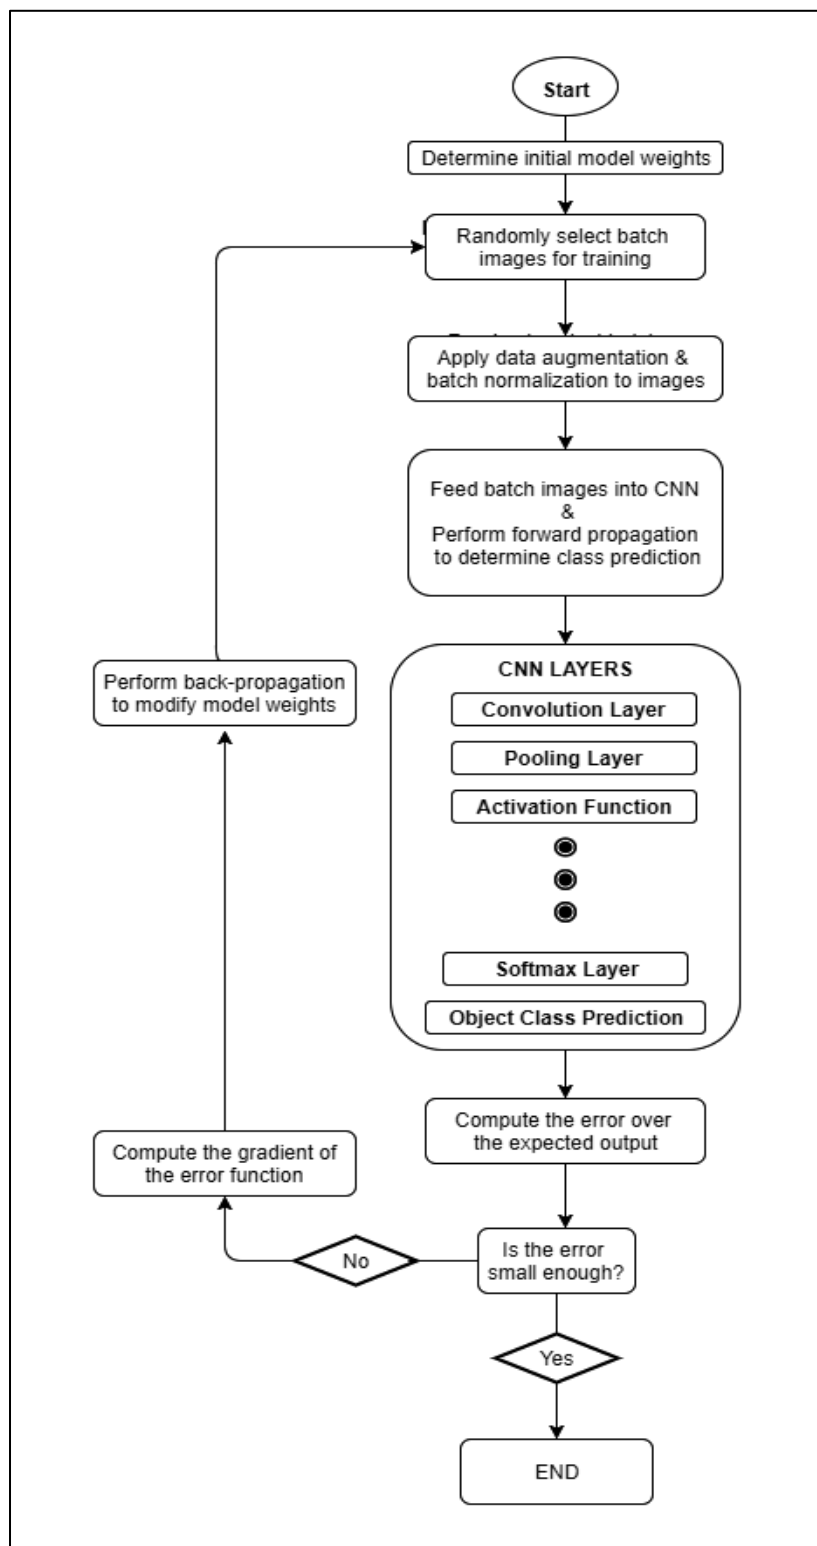 Start
Determine initial model weights
Randomly select batch
images for training
Apply data augmentation &
batch normalization to images
Feed batch images into CNN
&
Perform forward propagation
to determine class prediction
CNN LAYERS
Convolution Layer
Pooling Layer
Activation Function
Softmax Layer
Object Class Prediction
Compute the error over
the expected output
Is the error
small enough?
No
Compute the gradient of
the error function
Perform back-propagation
to modify model weights
Yes
END